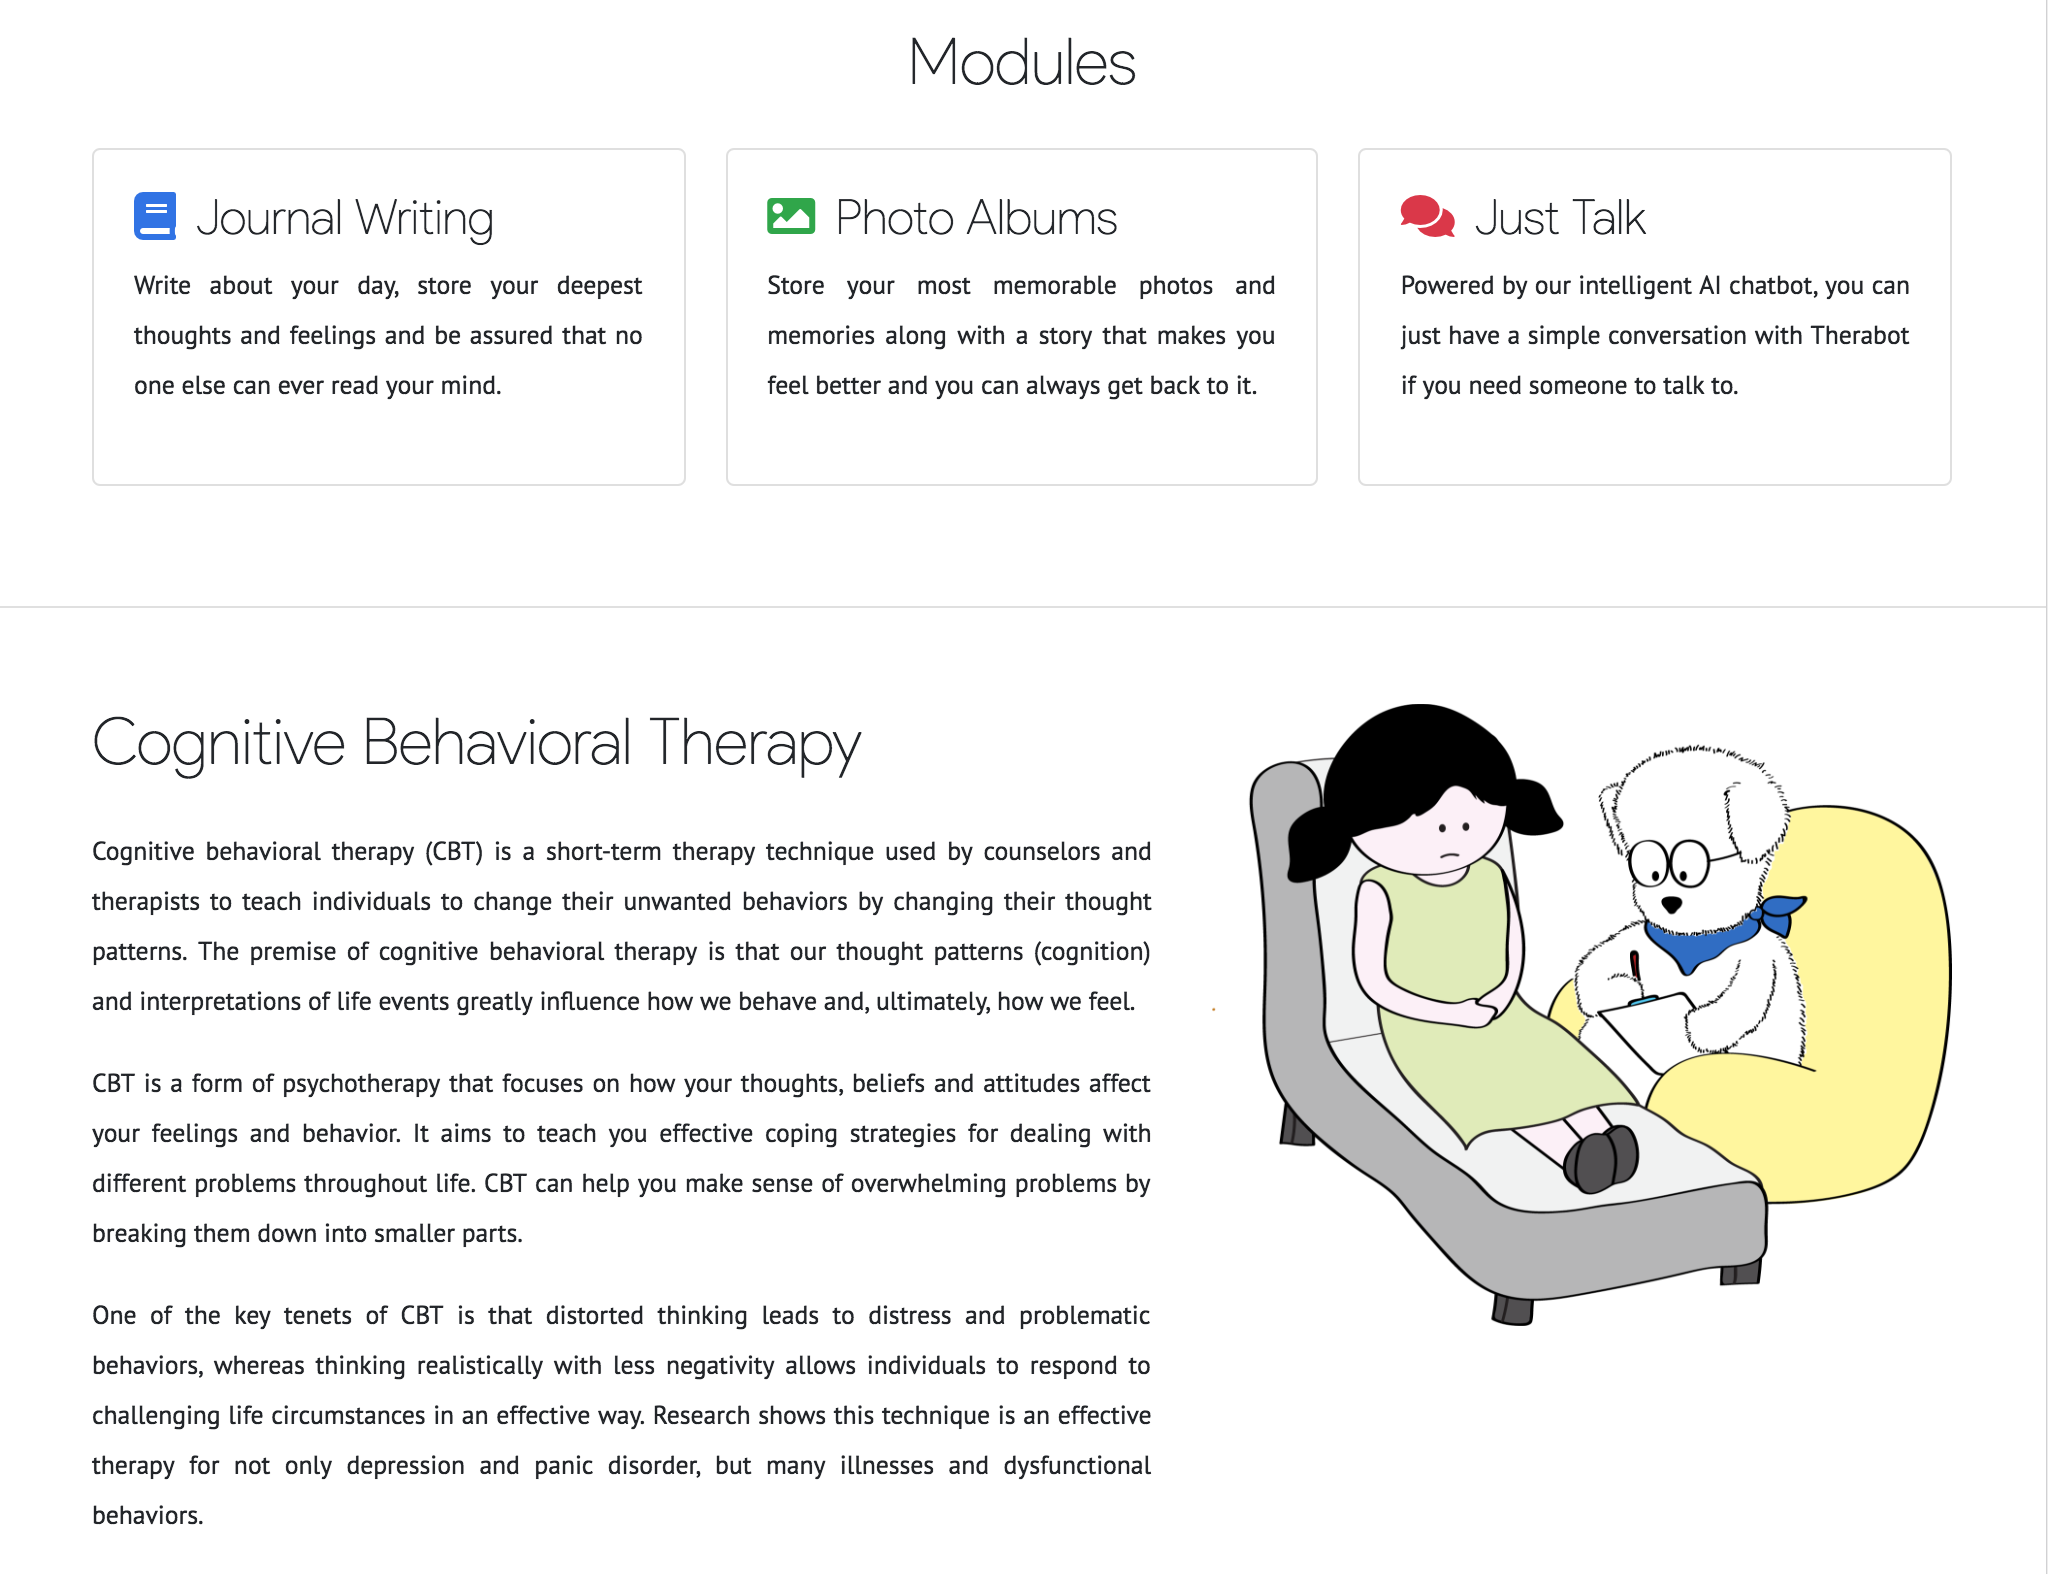 Modules
Journal Writing
Write about your day, store your deepest
thoughts and feelings and be assured that no
one else can ever read your mind.
Photo Albums
Store your most memorable photos and
memories along with a story that makes you
feel better and you can always get back to it.
Just Talk
Powered by our intelligent AI chatbot, you can
just have a simple conversation with Therabot
if you need someone to talk to.
Cognitive Behavioral Therapy
Cognitive behavioral therapy (CBT) is a short-term therapy technique used by counselors and
therapists to teach individuals to change their unwanted behaviors by changing their thought
patterns. The premise of cognitive behavioral therapy is that our thought patterns (cognition)
and interpretations of life events greatly influence how we behave and, ultimately, how we feel.
CBT is a form of psychotherapy that focuses on how your thoughts, beliefs and attitudes affect
your feelings and behavior. It aims to teach you effective coping strategies for dealing with
different problems throughout life. CBT can help you make sense of overwhelming problems by
breaking them down into smaller parts.
One of the key tenets of CBT is that distorted thinking leads to distress and problematic
behaviors, whereas thinking realistically with less negativity allows individuals to respond to
challenging life circumstances in an effective way. Research shows this technique is an effective
therapy for not only depression and panic disorder, but many illnesses and dysfunctional
behaviors.